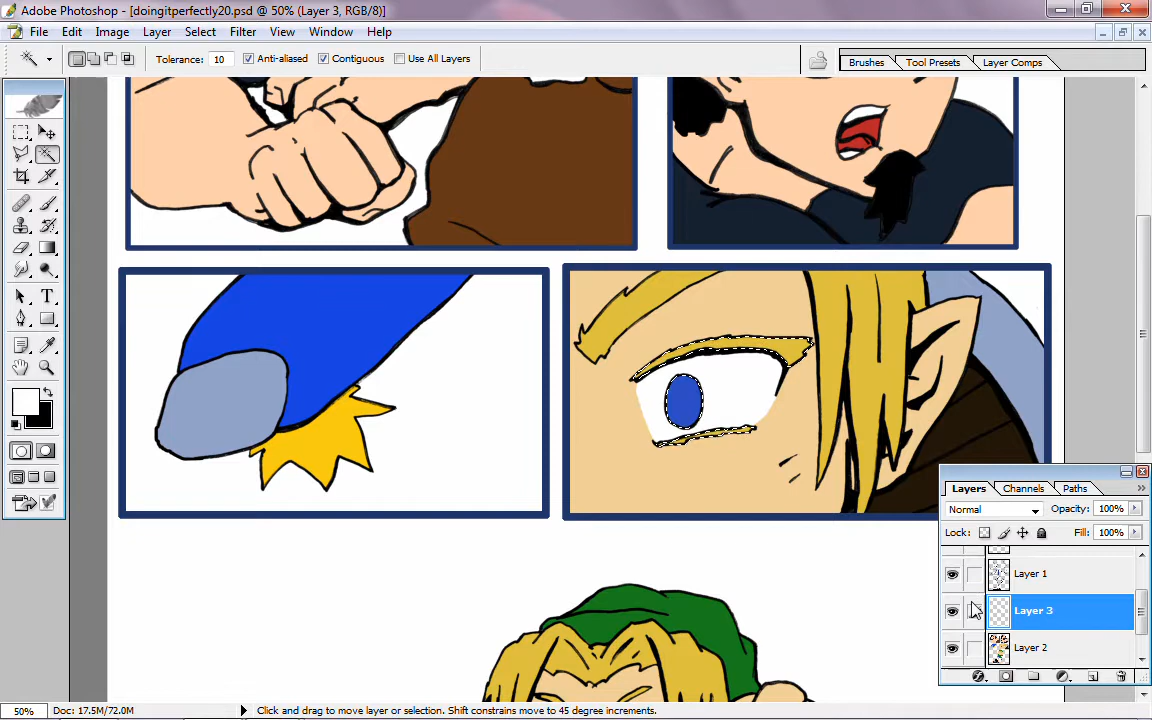 Adobe Photoshop - [doingitperfectly20.psd @ 50% (Layer 3, RGB/8)]
File Edit Image Layer Select Filter View Window Help
Tolerance: 10 Anti-aliased Contiguous Use All Layers Brushes Tool Presets Layer Comps
Layers Channels Paths
Normal Opacity: 100%
Lock: Fill: 100%
Layer 1
Layer 3
Layer 2
50% Doc: 17.5M/72.0M Click and drag to move layer or selection. Shift constrains move to 45 degree increments.